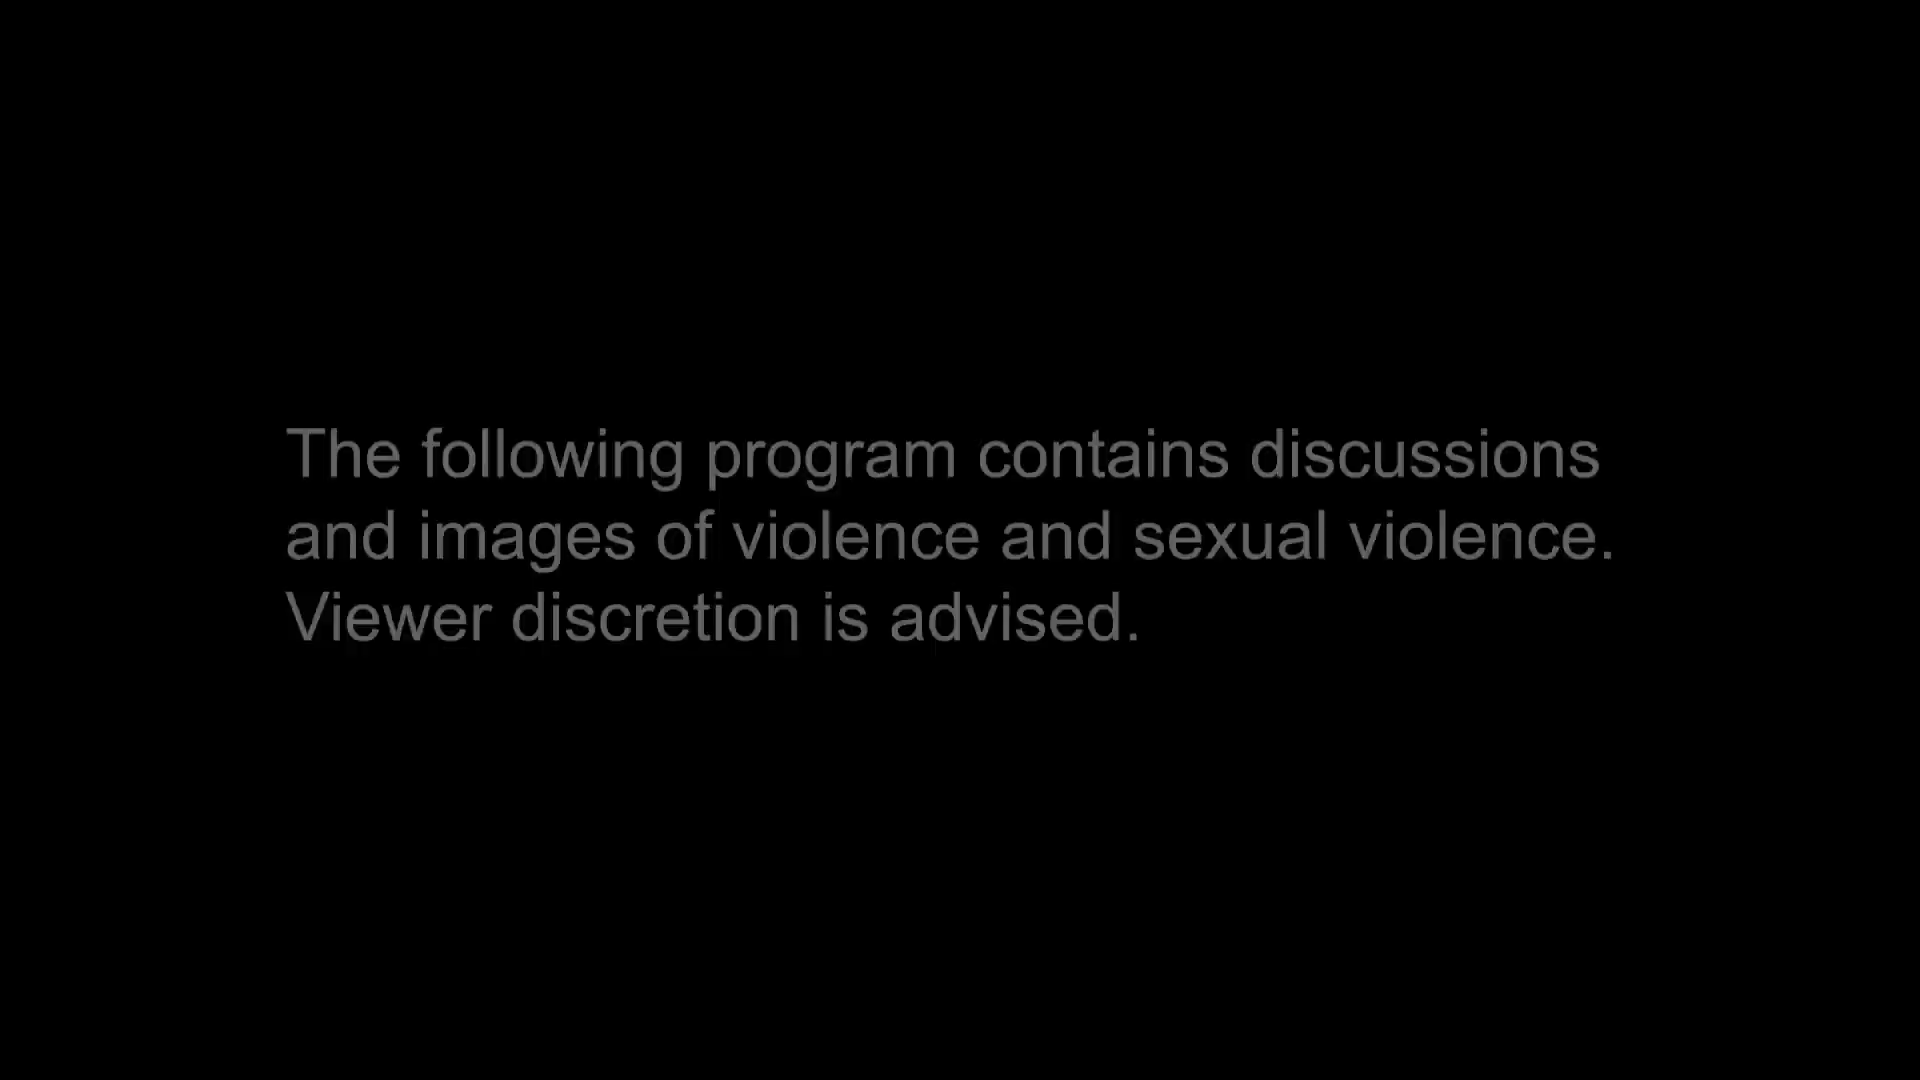 The following program contains discussions
and images of violence and sexual violence.
Viewer discretion is advised.